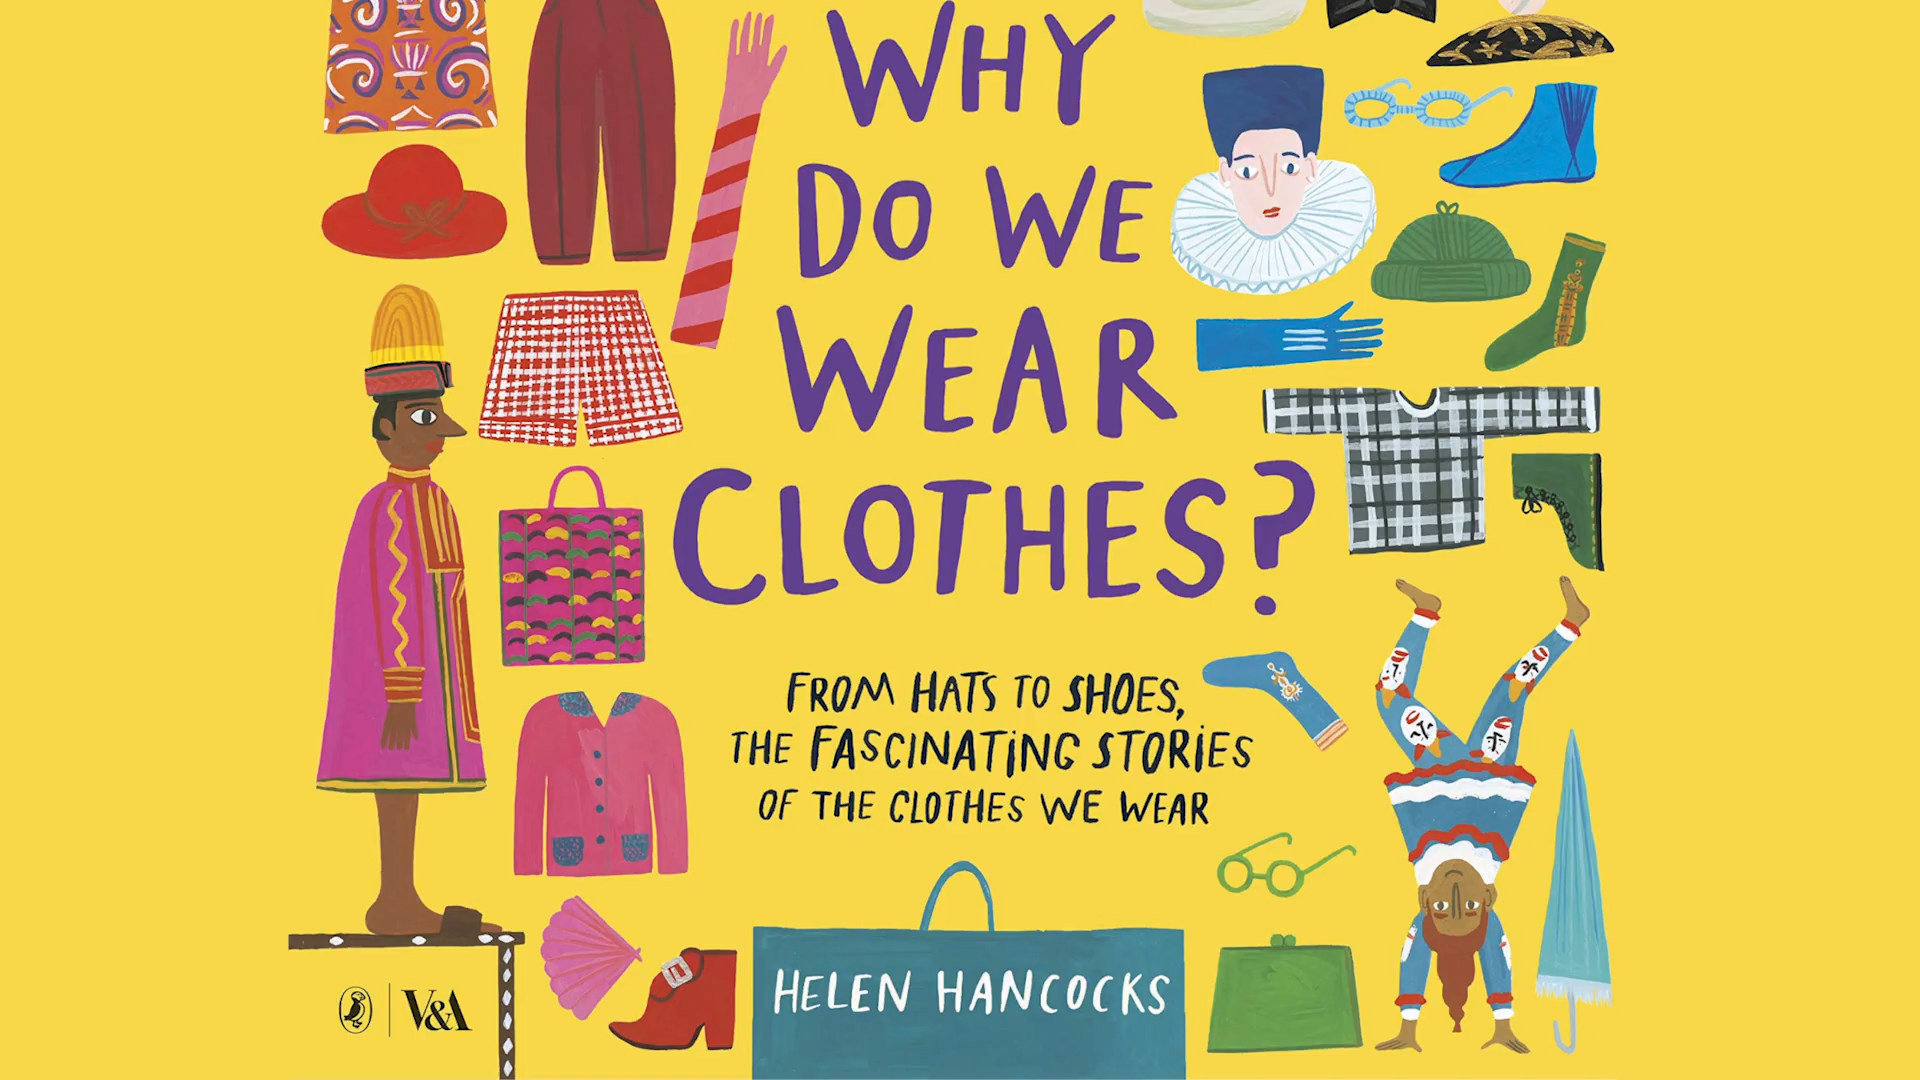 WHY
DO WE
WEAR
CLOTHES?
FROM HATS TO SHOES,
THE FASCINATING STORIES
OF THE CLOTHES WE WEAR
HELEN HANCOCKS
V&A